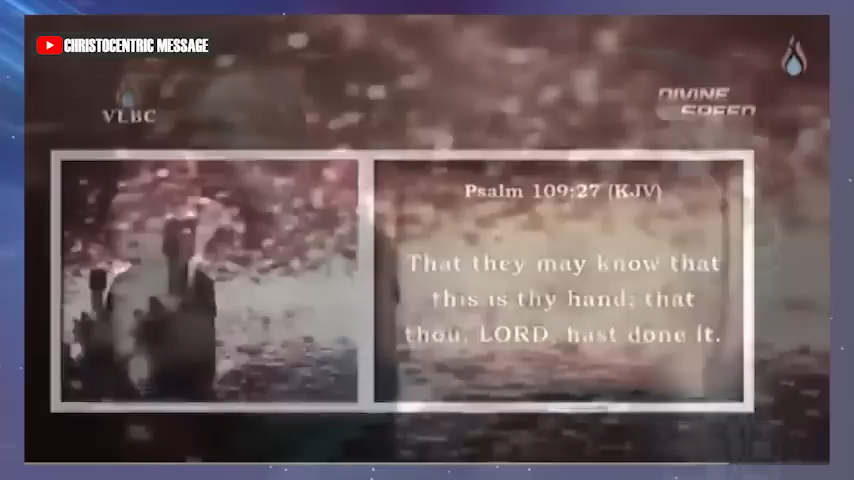 CHRISTOCENTRIC MESSAGE
VLBC
DIVINE
SPEED
Psalm 109:27 (KJV)
That they may know that
this is thy hand; that
thou, LORD, hast done it.